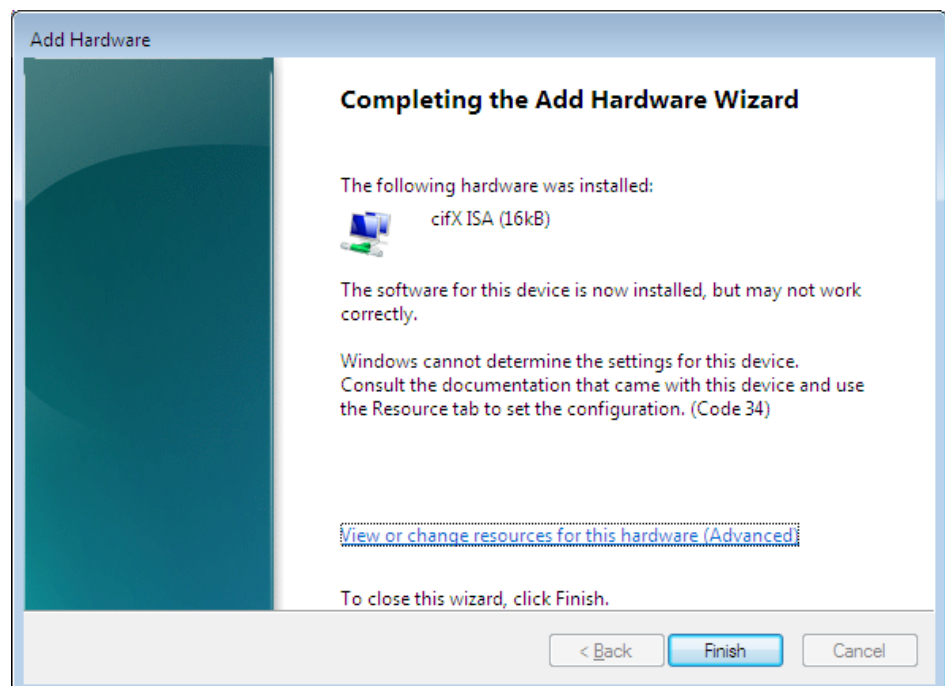 Add Hardware
Completing the Add Hardware Wizard
The following hardware was installed:
cifX ISA (16kB)
The software for this device is now installed, but may not work
correctly.
Windows cannot determine the settings for this device.
Consult the documentation that came with this device and use
the Resource tab to set the configuration. (Code 34)
View or change resources for this hardware (Advanced)
To close this wizard, click Finish.
< Back
Finish
Cancel